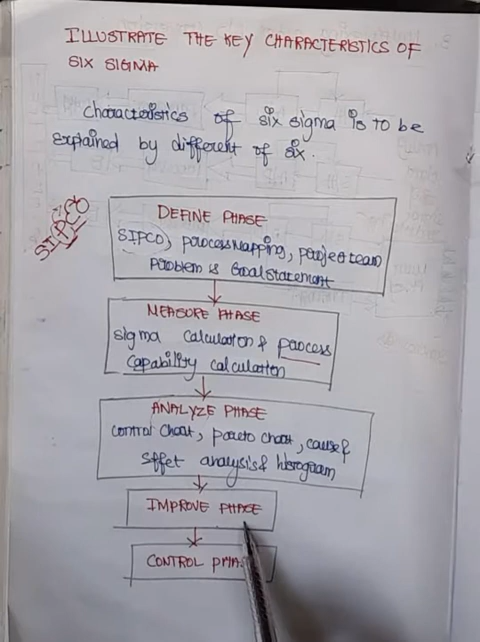 ILLUSTRATE THE KEY CHARACTERISTICS OF
SIX SIGMA
Characteristics of six sigma is to be
explained by different of six.
SIPCO
DEFINE PHASE
SIPCO, process mapping, project team
Problem is Goal statement
MEASURE PHASE
Sigma calculation & process
capability calculation
ANALYZE PHASE
control chart, pareto chart, cause &
effet analysis & histogram
IMPROVE PHASE
CONTROL PHA